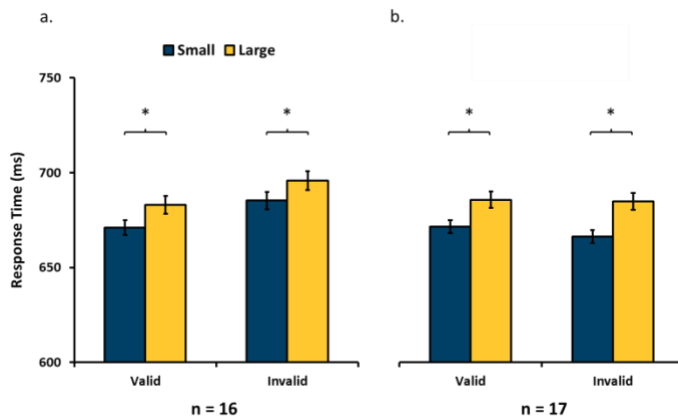 a.
b.
Small Large
750
700
650
600
Response Time (ms)
* * * *
Valid Invalid Valid Invalid
n = 16 n = 17